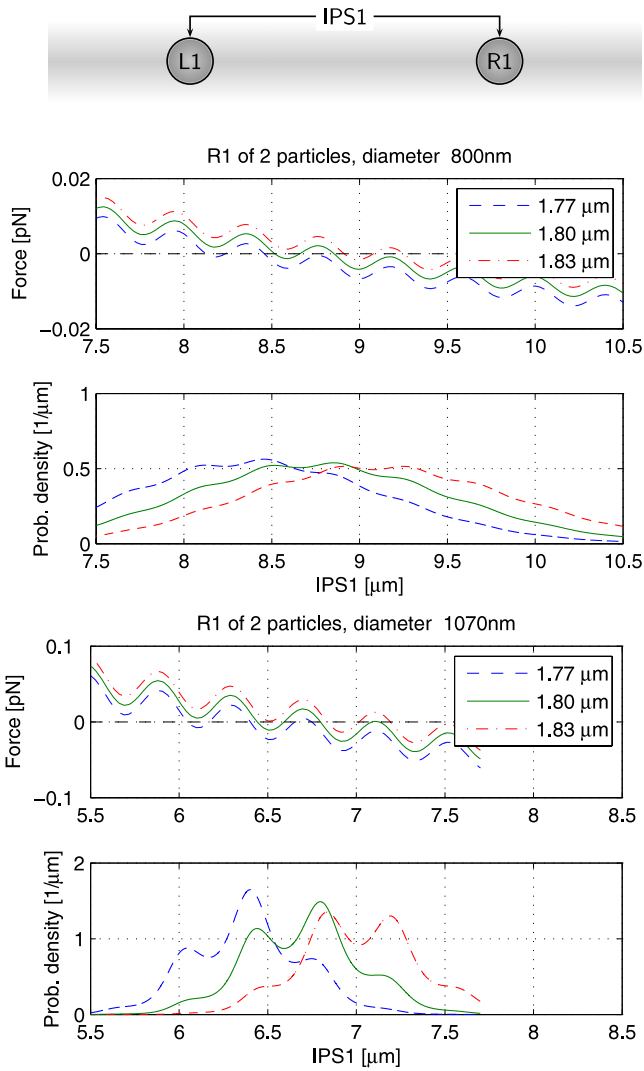 IPS1
L1 R1
R1 of 2 particles, diameter 800nm
Force [pN]
0.02
0
−0.02
7.5 8 8.5 9 9.5 10 10.5
1.77 μm
1.80 μm
1.83 μm
Prob. density [1/μm]
1
0.5
0
7.5 8 8.5 9 9.5 10 10.5
IPS1 [μm]
R1 of 2 particles, diameter 1070nm
Force [pN]
0.1
0
−0.1
5.5 6 6.5 7 7.5 8 8.5
1.77 μm
1.80 μm
1.83 μm
Prob. density [1/μm]
2
1
0
5.5 6 6.5 7 7.5 8 8.5
IPS1 [μm]